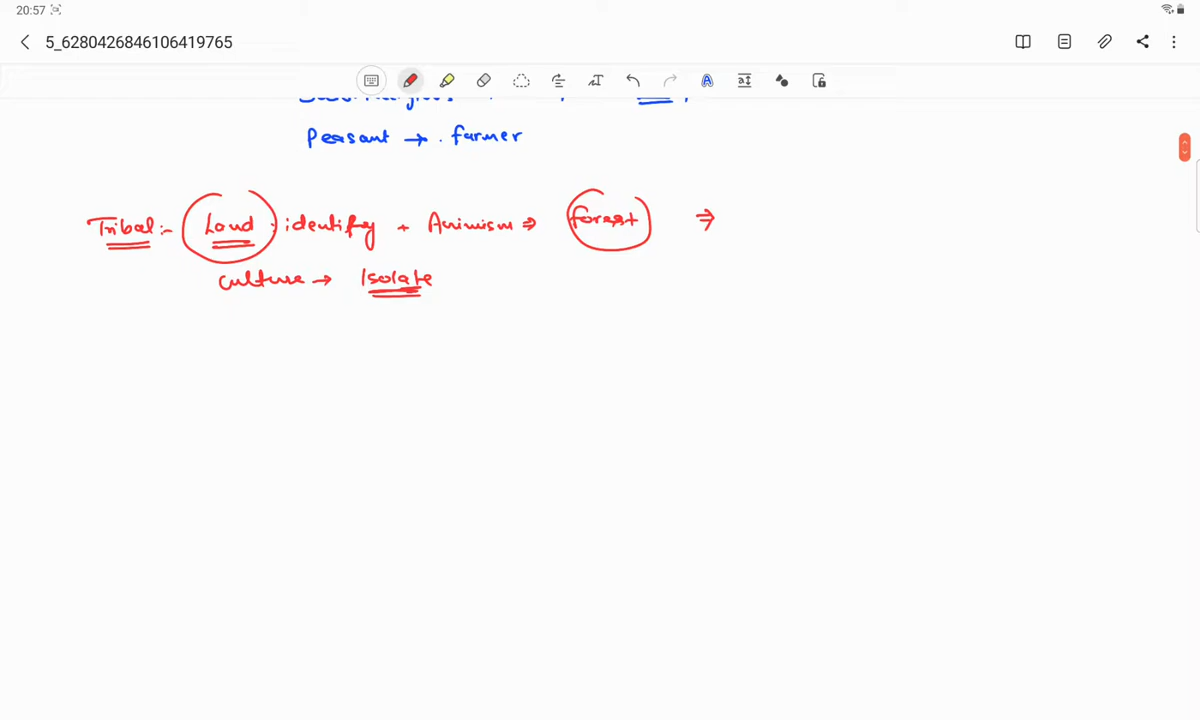 20:57
5_6280426846106419765
Peasant → . farmer
Tribal :- Land : identify + Animism ⇒ forest ⇒
culture → Isolate